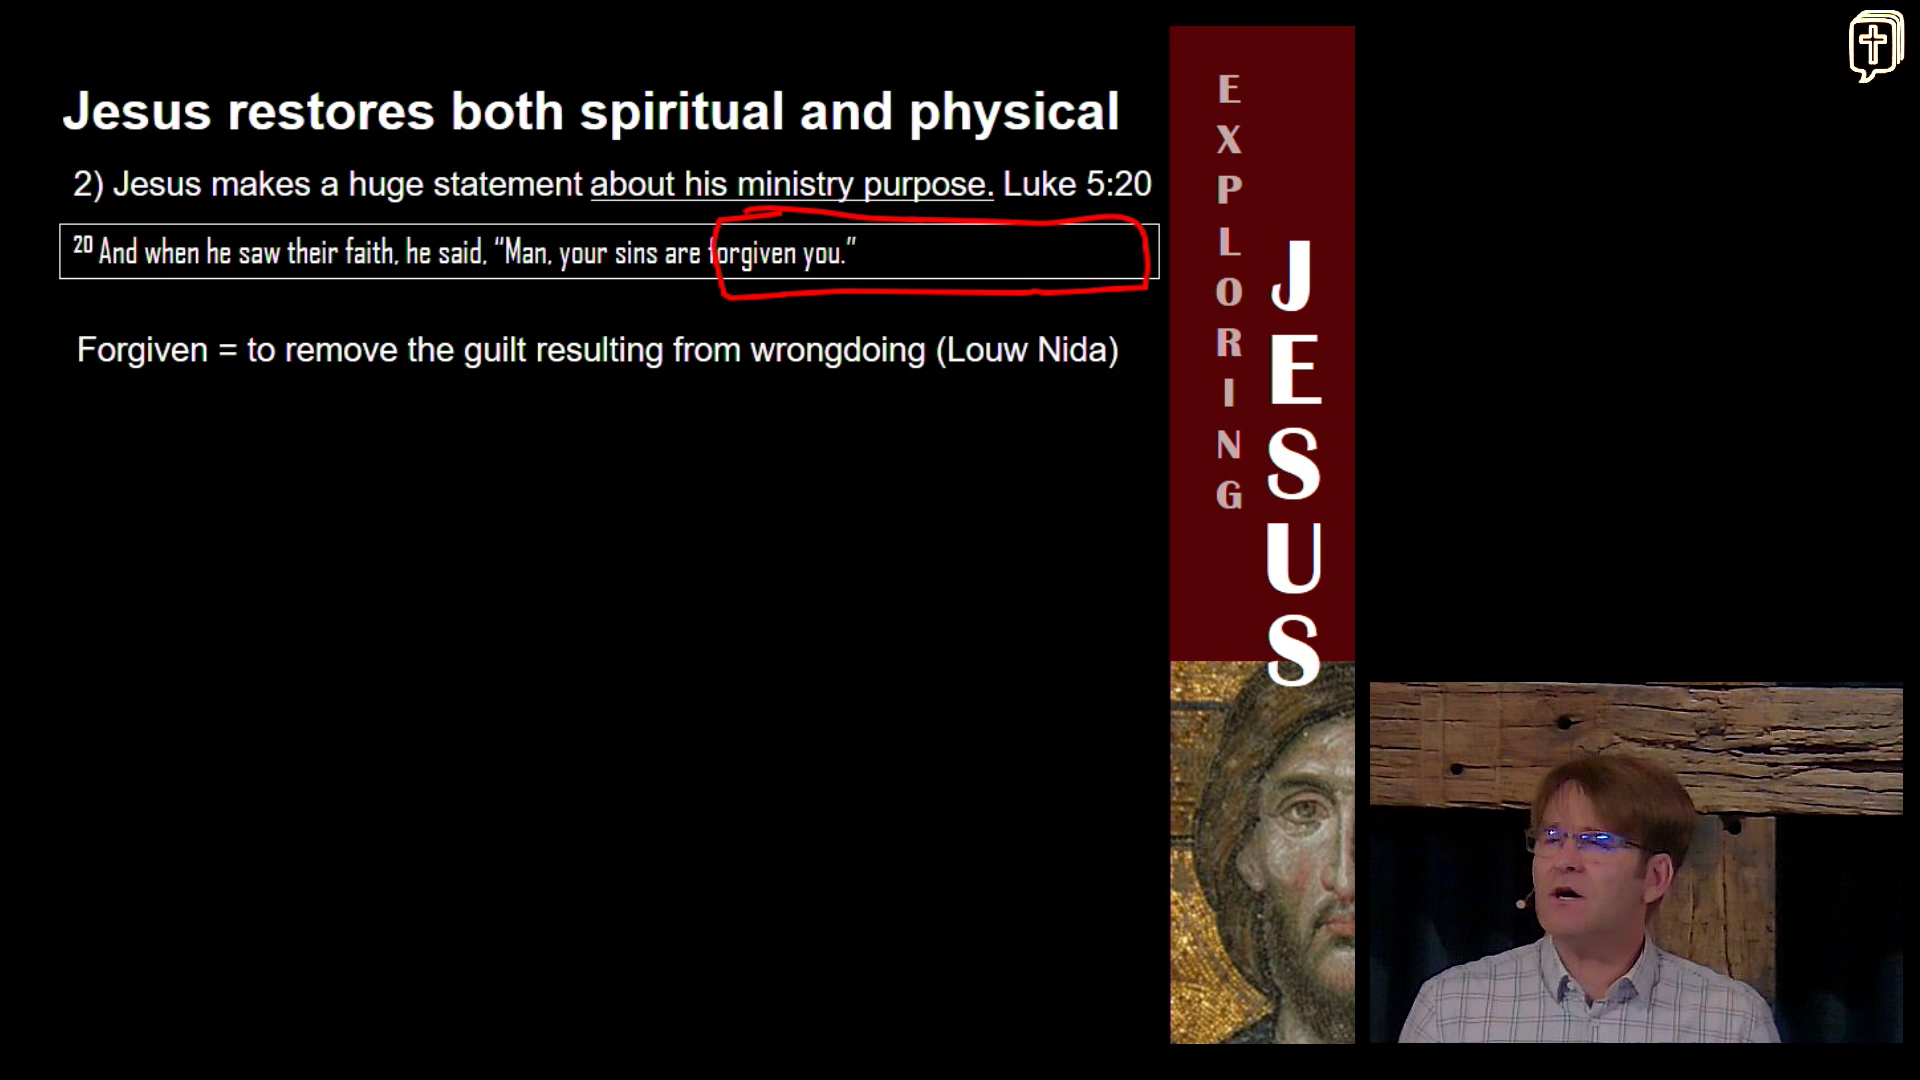 Jesus restores both spiritual and physical
2) Jesus makes a huge statement about his ministry purpose. Luke 5:20
20 And when he saw their faith, he said, “Man, your sins are forgiven you.”
Forgiven = to remove the guilt resulting from wrongdoing (Louw Nida)
EXPLORING
JESUS